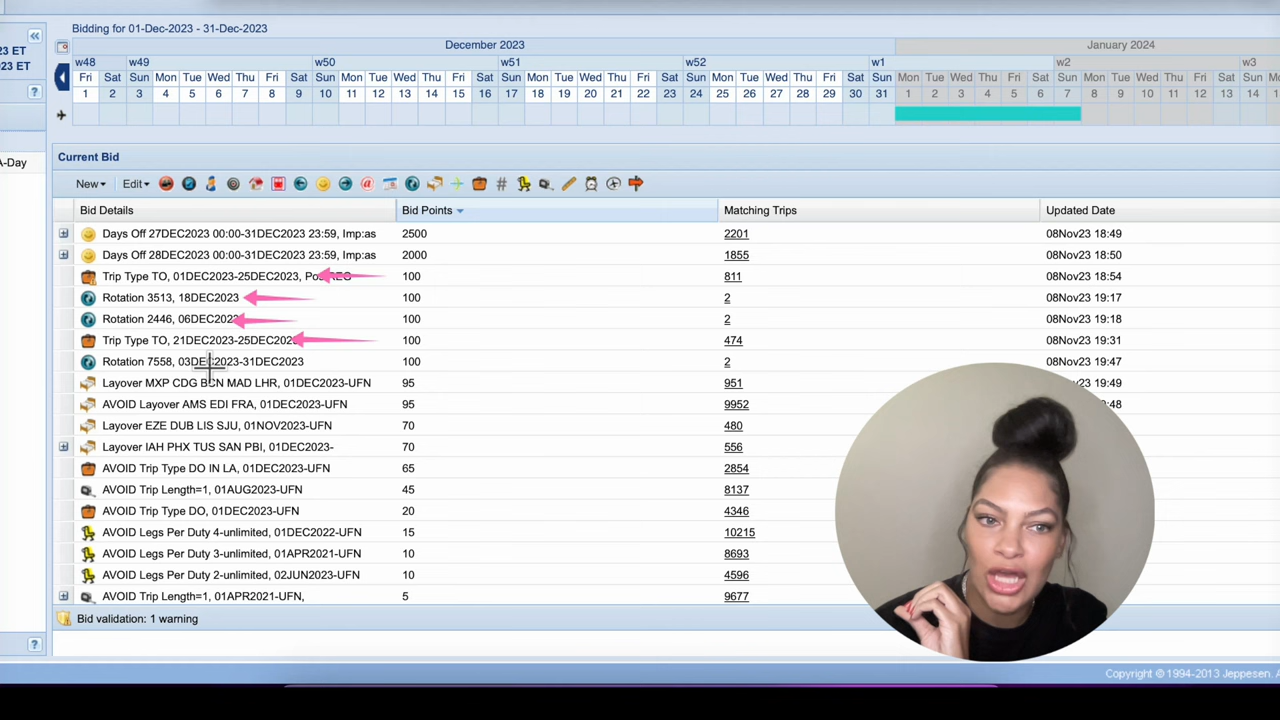 Bidding for 01-Dec-2023 - 31-Dec-2023
23 ET
23 ET
December 2023 January 2024
w48 w49 w50 w51 w52 w1 w2 w3
Fri Sat Sun Mon Tue Wed Thu Fri Sat Sun Mon Tue Wed Thu Fri Sat Sun Mon Tue Wed Thu Fri Sat Sun Mon Tue Wed Thu Fri Sat Sun Mon Tue Wed Thu Fri Sat Sun Mon Tue Wed Thu Fri Sat Sun
1 2 3 4 5 6 7 8 9 10 11 12 13 14 15 16 17 18 19 20 21 22 23 24 25 26 27 28 29 30 31 1 2 3 4 5 6 7 8 9 10 11 12 13 14
A-Day
Current Bid
New Edit
Bid Details Bid Points Matching Trips Updated Date
Days Off 27DEC2023 00:00-31DEC2023 23:59, Imp:as 2500 2201 08Nov23 18:49
Days Off 28DEC2023 00:00-31DEC2023 23:59, Imp:as 2000 1855 08Nov23 18:50
Trip Type TO, 01DEC2023-25DEC2023, 100 811 08Nov23 18:54
Rotation 3513, 18DEC2023 100 2 08Nov23 19:17
Rotation 2446, 06DEC2023 100 2 08Nov23 19:18
Trip Type TO, 21DEC2023-25DEC2023 100 474 08Nov23 19:31
Rotation 7558, 03DEC2023-31DEC2023 100 2 08Nov23 19:47
Layover MXP CDG BCN MAD LHR, 01DEC2023-UFN 95 951 19:49
AVOID Layover AMS EDI FRA, 01DEC2023-UFN 95 9952 :48
Layover EZE DUB LIS SJU, 01NOV2023-UFN 70 480
Layover IAH PHX TUS SAN PBI, 01DEC2023- 70 556
AVOID Trip Type DO IN LA, 01DEC2023-UFN 65 2854
AVOID Trip Length=1, 01AUG2023-UFN 45 8137
AVOID Trip Type DO, 01DEC2023-UFN 20 4346
AVOID Legs Per Duty 4-unlimited, 01DEC2022-UFN 15 10215
AVOID Legs Per Duty 3-unlimited, 01APR2021-UFN 10 8693
AVOID Legs Per Duty 2-unlimited, 02JUN2023-UFN 10 4596
AVOID Trip Length=1, 01APR2021-UFN, 5 9677
Bid validation: 1 warning
Copyright © 1994-2013 Jeppesen.